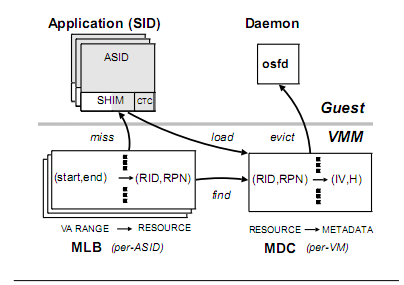 Application (SID)
Daemon
ASID
osfd
SHIM
CTC
Guest
VMM
miss
load
evict
(start,end) → (RID,RPN)
find
(RID,RPN) → (IV,H)
VA RANGE → RESOURCE
RESOURCE → METADATA
MLB (per-ASID)
MDC (per-VM)